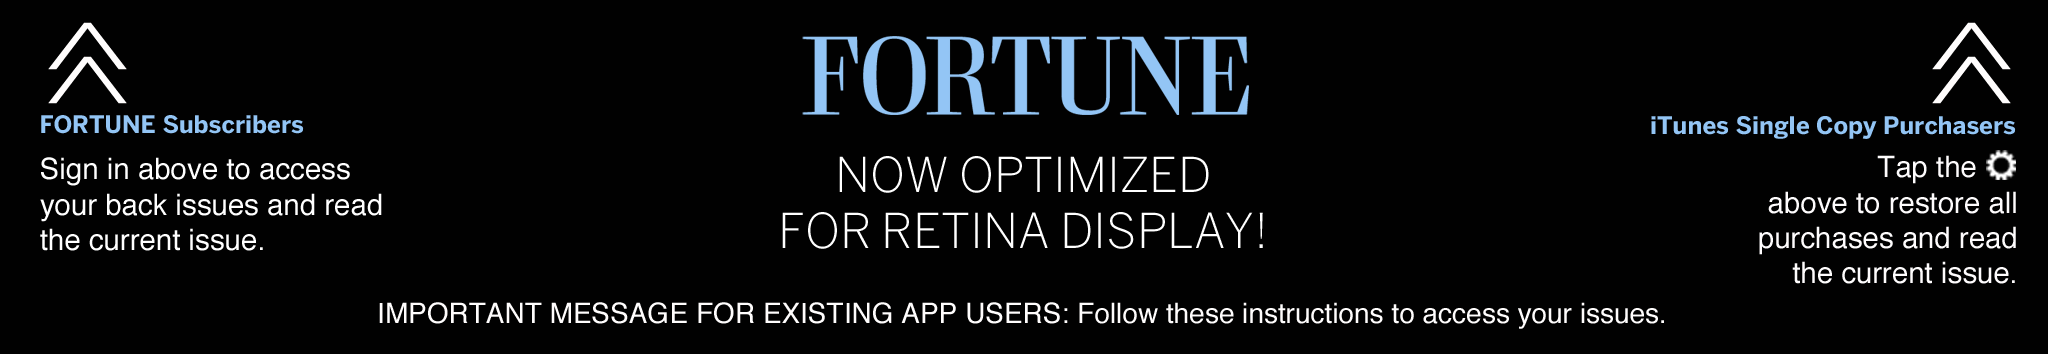 FORTUNE
NOW OPTIMIZED
FOR RETINA DISPLAY!
FORTUNE Subscribers
Sign in above to access
your back issues and read
the current issue.
iTunes Single Copy Purchasers
Tap the
above to restore all
purchases and read
the current issue.
IMPORTANT MESSAGE FOR EXISTING APP USERS: Follow these instructions to access your issues.